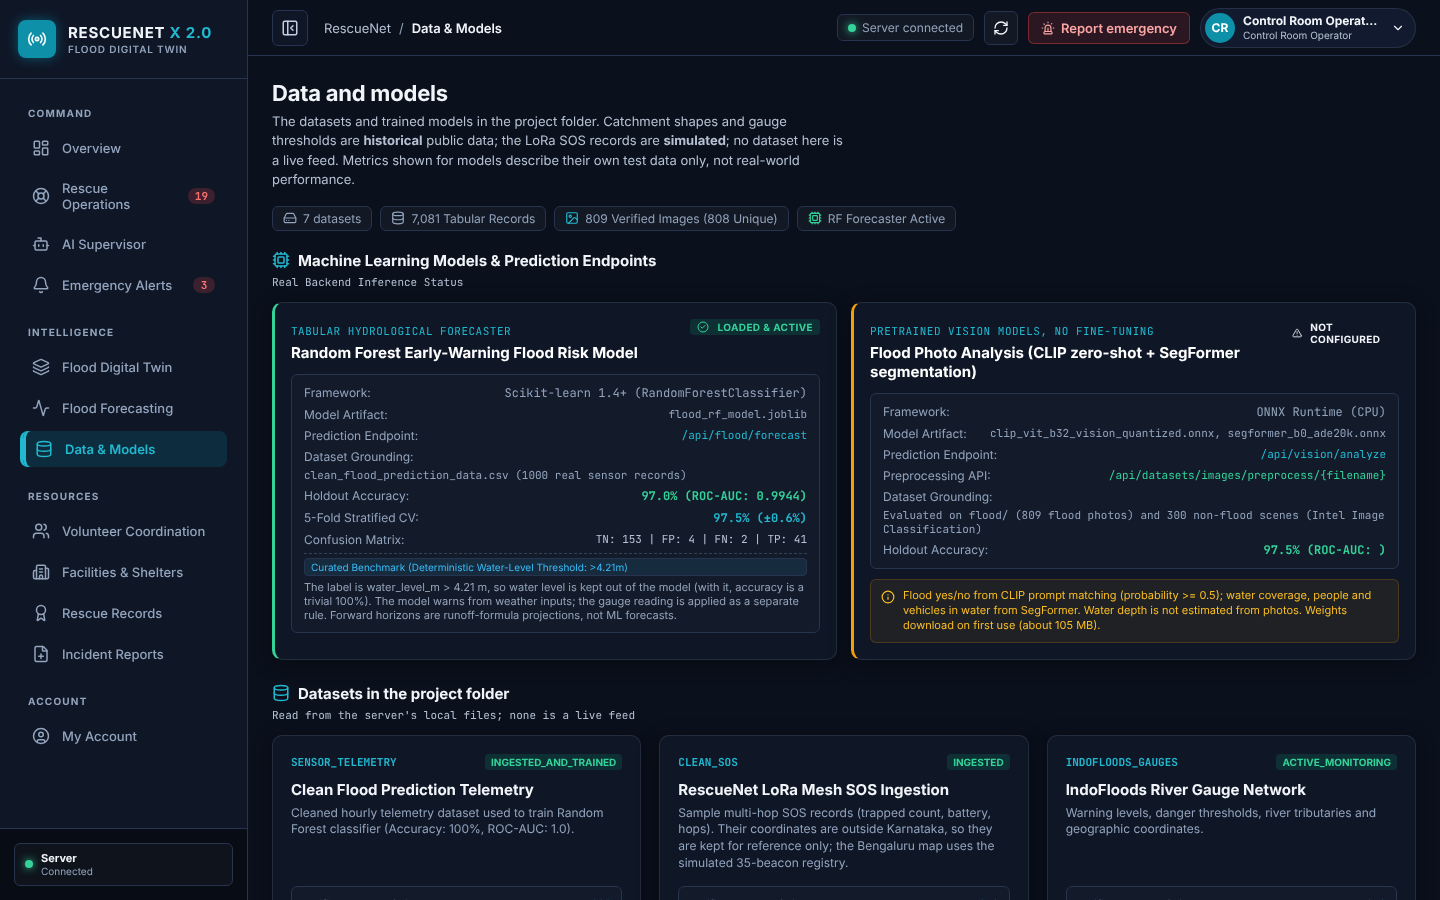 RESCUENET X 2.0
FLOOD DIGITAL TWIN
COMMAND
Overview
Rescue Operations 19
AI Supervisor
Emergency Alerts 3
INTELLIGENCE
Flood Digital Twin
Flood Forecasting
Data & Models
RESOURCES
Volunteer Coordination
Facilities & Shelters
Rescue Records
Incident Reports
ACCOUNT
My Account
Server
Connected
RescueNet / Data & Models
Server connected
Report emergency
CR
Control Room Operat...
Control Room Operator
Data and models
The datasets and trained models in the project folder. Catchment shapes and gauge
thresholds are historical public data; the LoRa SOS records are simulated; no dataset here is
a live feed. Metrics shown for models describe their own test data only, not real-world
performance.
7 datasets
7,081 Tabular Records
809 Verified Images (808 Unique)
RF Forecaster Active
Machine Learning Models & Prediction Endpoints
Real Backend Inference Status
TABULAR HYDROLOGICAL FORECASTER
LOADED & ACTIVE
Random Forest Early-Warning Flood Risk Model
Framework: Scikit-learn 1.4+ (RandomForestClassifier)
Model Artifact: flood_rf_model.joblib
Prediction Endpoint: /api/flood/forecast
Dataset Grounding:
clean_flood_prediction_data.csv (1000 real sensor records)
Holdout Accuracy: 97.0% (ROC-AUC: 0.9944)
5-Fold Stratified CV: 97.5% (±0.6%)
Confusion Matrix: TN: 153 | FP: 4 | FN: 2 | TP: 41
Curated Benchmark (Deterministic Water-Level Threshold: >4.21m)
The label is water_level_m > 4.21 m, so water level is kept out of the model (with it, accuracy is a
trivial 100%). The model warns from weather inputs; the gauge reading is applied as a separate
rule. Forward horizons are runoff-formula projections, not ML forecasts.
PRETRAINED VISION MODELS, NO FINE-TUNING
NOT CONFIGURED
Flood Photo Analysis (CLIP zero-shot + SegFormer
segmentation)
Framework: ONNX Runtime (CPU)
Model Artifact: clip_vit_b32_vision_quantized.onnx, segformer_b0_ade20k.onnx
Prediction Endpoint: /api/vision/analyze
Preprocessing API: /api/datasets/images/preprocess/{filename}
Dataset Grounding:
Evaluated on flood/ (809 flood photos) and 300 non-flood scenes (Intel Image
Classification)
Holdout Accuracy: 97.5% (ROC-AUC: )
Flood yes/no from CLIP prompt matching (probability >= 0.5); water coverage, people and
vehicles in water from SegFormer. Water depth is not estimated from photos. Weights
download on first use (about 105 MB).
Datasets in the project folder
Read from the server's local files; none is a live feed
SENSOR_TELEMETRY
INGESTED_AND_TRAINED
Clean Flood Prediction Telemetry
Cleaned hourly telemetry dataset used to train Random
Forest classifier (Accuracy: 100%, ROC-AUC: 1.0).
CLEAN_SOS
INGESTED
RescueNet LoRa Mesh SOS Ingestion
Sample multi-hop SOS records (trapped count, battery,
hops). Their coordinates are outside Karnataka, so they
are kept for reference only; the Bengaluru map uses the
simulated 35-beacon registry.
INDOFLOODS_GAUGES
ACTIVE_MONITORING
IndoFloods River Gauge Network
Warning levels, danger thresholds, river tributaries and
geographic coordinates.